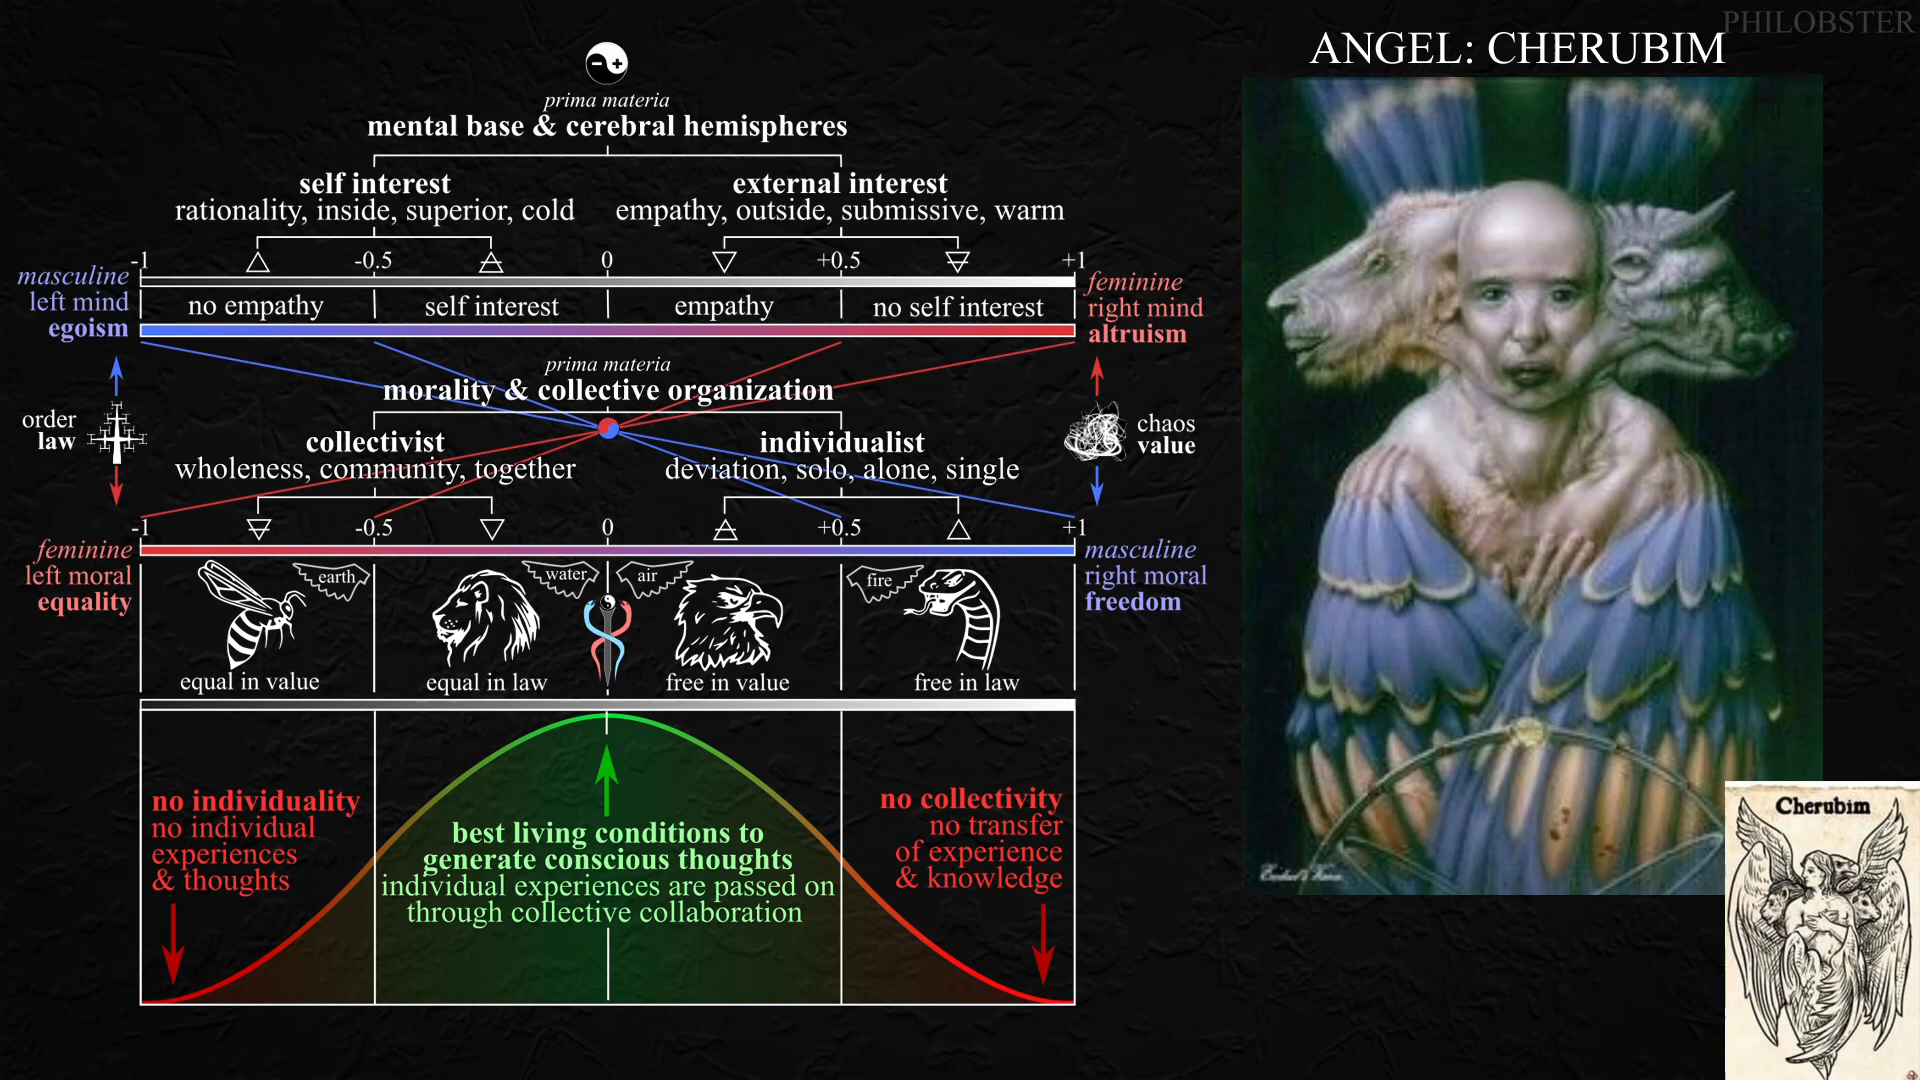 PHILOBSTER
ANGEL: CHERUBIM
prima materia
mental base & cerebral hemispheres
self interest
rationality, inside, superior, cold
external interest
empathy, outside, submissive, warm
-1
-0.5
0
+0.5
+1
masculine
left mind
egoism
no empathy
self interest
empathy
no self interest
feminine
right mind
altruism
prima materia
morality & collective organization
order
law
chaos
value
collectivist
wholeness, community, together
individualist
deviation, solo, alone, single
-1
-0.5
0
+0.5
+1
feminine
left moral
equality
masculine
right moral
freedom
earth
water
air
fire
equal in value
equal in law
free in value
free in law
no individuality
no individual
experiences
& thoughts
best living conditions to
generate conscious thoughts
individual experiences are passed on
through collective collaboration
no collectivity
no transfer
of experience
& knowledge
Cherubim